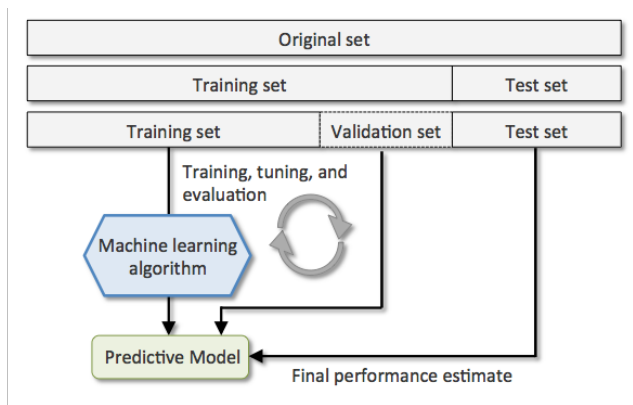 Original set
Training set
Test set
Training set
Validation set
Test set
Training, tuning, and
evaluation
Machine learning
algorithm
Predictive Model
Final performance estimate